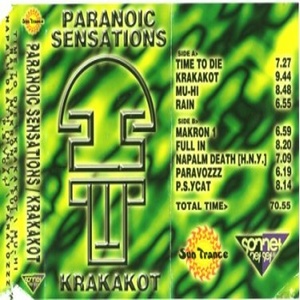 PARANOIC
SENSATIONS
KRAKAKOT
PARANOIC SENSATIONS / KRAKAKOT
SIDE A>
TIME TO DIE 7.27
KRAKAKOT 9.44
MU-HI 8.48
RAIN 6.55
SIDE B>
MAKRON 1 6.59
FULL IN 8.20
NAPALM DEATH [H.N.Y.] 7.09
PARAVOZZZ 6.19
P.S.YCAT 8.14
TOTAL TIME> 70.55
Sun Trance
sonnet